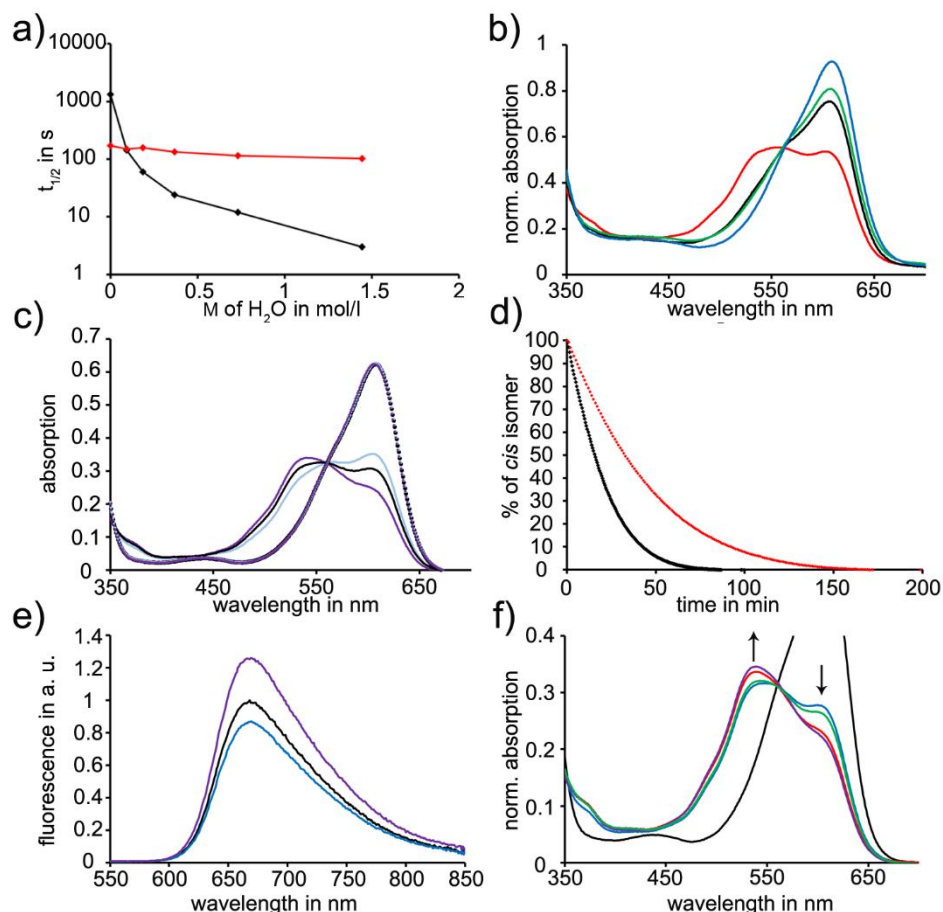 a)
10000
1000
100
10
1
t1/2 in s
0 0.5 1 1.5 2
M of H2O in mol/l
b)
1
0.8
0.6
0.4
0.2
0
norm. absorption
350 450 550 650
wavelength in nm
c)
0.7
0.6
0.5
0.4
0.3
0.2
0.1
0
absorption
350 450 550 650
wavelength in nm
d)
100
90
80
70
60
50
40
30
20
10
0
% of cis isomer
0 50 100 150 200
time in min
e)
1.4
1.2
1
0.8
0.6
0.4
0.2
0
fluorescence in a. u.
550 600 650 700 750 800 850
wavelength in nm
f)
0.4
0.3
0.2
0.1
0
norm. absorption
350 450 550 650
wavelength in nm